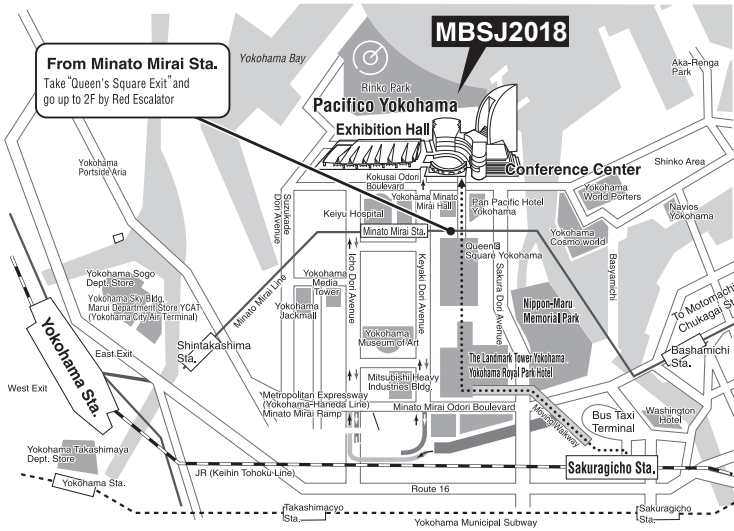 MBSJ2018
From Minato Mirai Sta.
Take "Queen's Square Exit" and
go up to 2F by Red Escalator
Yokohama Bay
Rinko Park
Aka-Renga
Park
Pacifico Yokohama
Exhibition Hall
Conference Center
Shinko Area
Yokohama
Portside Aria
Kokusai Odori
Boulevard
Yokohama Minato
Mirai Hall
Pan Pacific Hotel
Yokohama
Yokohama
World Porters
Navios
Yokohama
Suzukade
Dori Avenue
Keiyu Hospital
Minato Mirai Sta.
Queen's
Square Yokohama
Yokohama
Cosmo world
Basyamichi
Yokohama Sogo
Dept. Store
Yokohama Sky Bldg.
Marui Department Store YCAT
(Yokohama City Air Terminal)
Minato Mirai Line
Yokohama
Media
Tower
Icho Dori Avenue
Keyaki Dori Avenue
Sakura Dori Avenue
Yokohama
Jackmall
Nippon-Maru
Memorial Park
To Motomachi
Chukagai St.
Yokohama Sta.
East Exit
West Exit
Shintakashima
Sta.
Yokohama
Museum of Art
The Landmark Tower Yokohama
Yokohama Royal Park Hotel
Bashamichi
Sta.
Mitsubishi Heavy
Industries Bldg.
Metropolitan Expressway
(Yokohama-Haneda Line)
Minato Mirai Ramp
Minato Mirai Odori Boulevard
Moving Walkway
Bus Taxi
Terminal
Washington
Hotel
Yokohama Takashimaya
Dept. Store
Sakuragicho Sta.
JR (Keihin Tohoku Line)
Yokohama Sta.
Route 16
Takashimacyo
Sta.
Yokohama Municipal Subway
Sakuragicho
Sta.